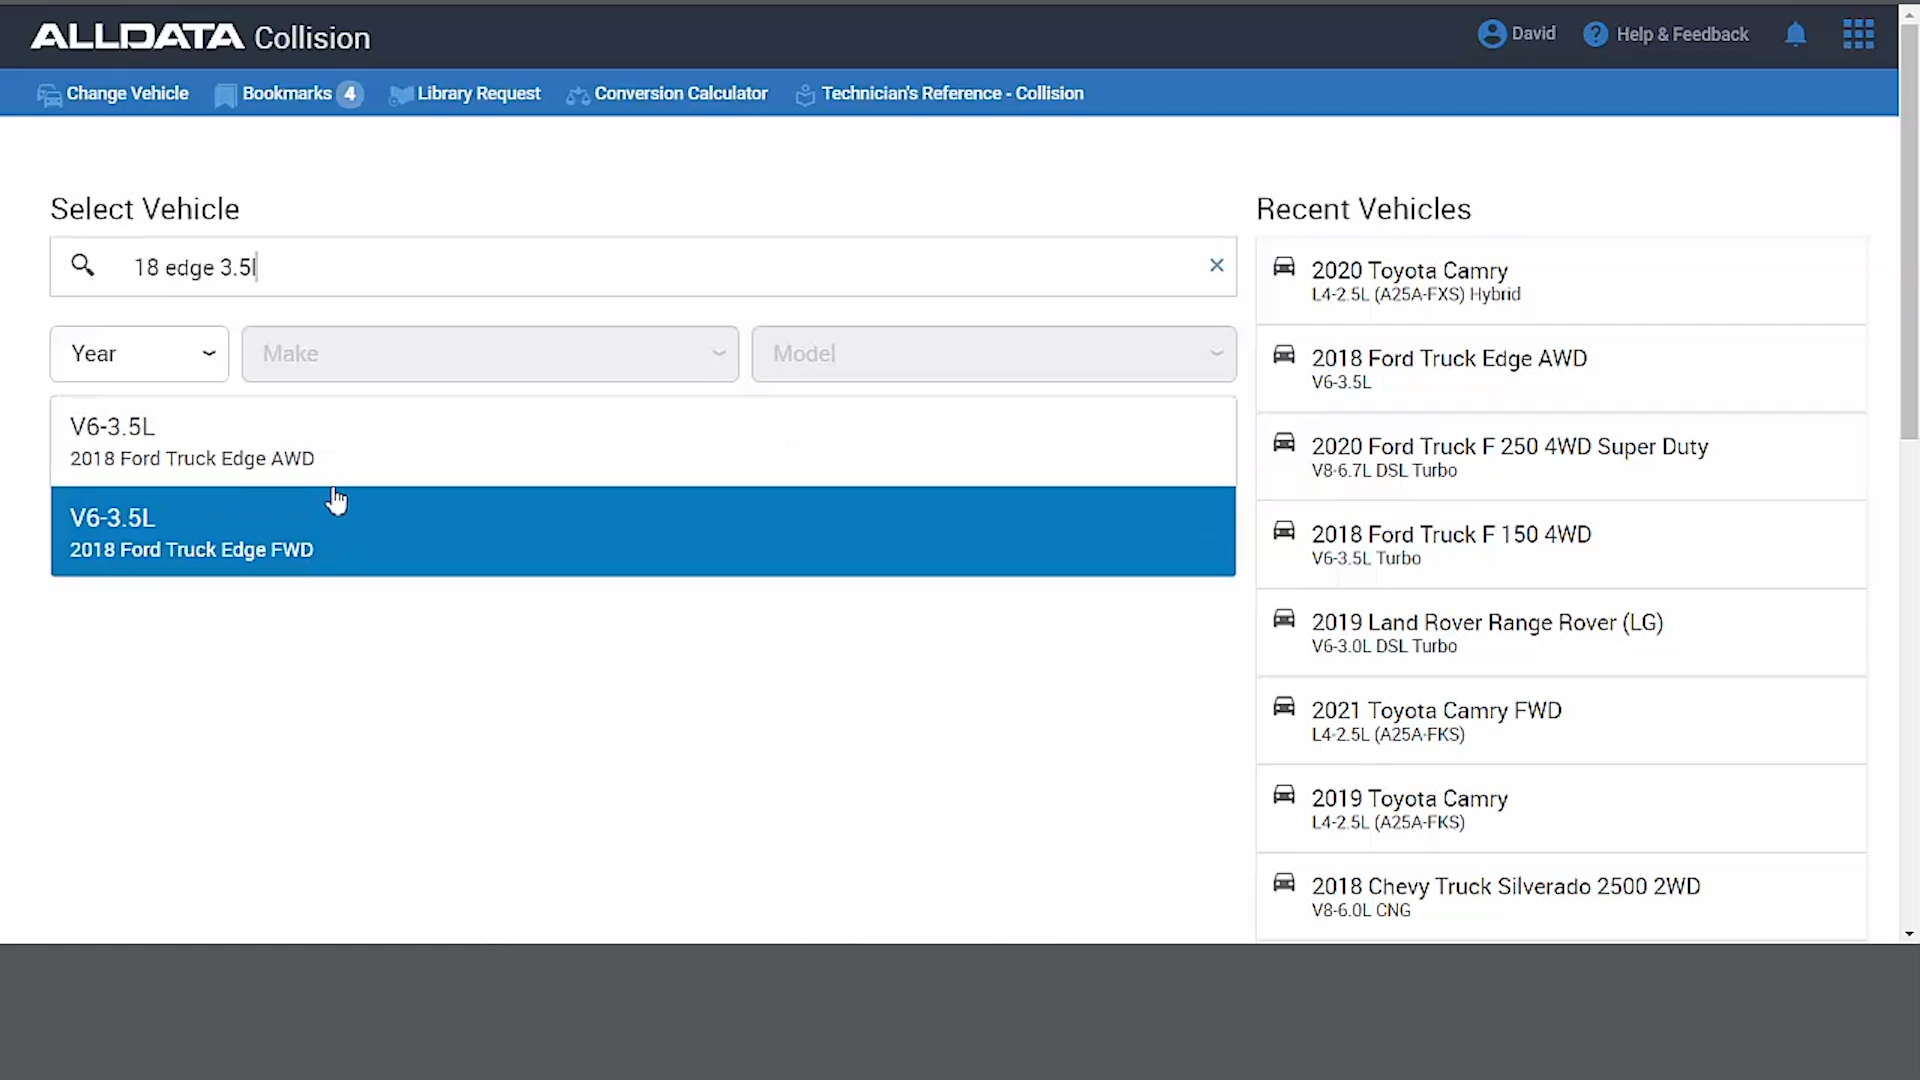 ALLDATA Collision
David
Help & Feedback
Change Vehicle
Bookmarks 4
Library Request
Conversion Calculator
Technician's Reference - Collision
Select Vehicle
18 edge 3.5l
Year
Make
Model
V6-3.5L
2018 Ford Truck Edge AWD
V6-3.5L
2018 Ford Truck Edge FWD
Recent Vehicles
2020 Toyota Camry
L4-2.5L (A25A-FXS) Hybrid
2018 Ford Truck Edge AWD
V6-3.5L
2020 Ford Truck F 250 4WD Super Duty
V8-6.7L DSL Turbo
2018 Ford Truck F 150 4WD
V6-3.5L Turbo
2019 Land Rover Range Rover (LG)
V6-3.0L DSL Turbo
2021 Toyota Camry FWD
L4-2.5L (A25A-FKS)
2019 Toyota Camry
L4-2.5L (A25A-FKS)
2018 Chevy Truck Silverado 2500 2WD
V8-6.0L CNG